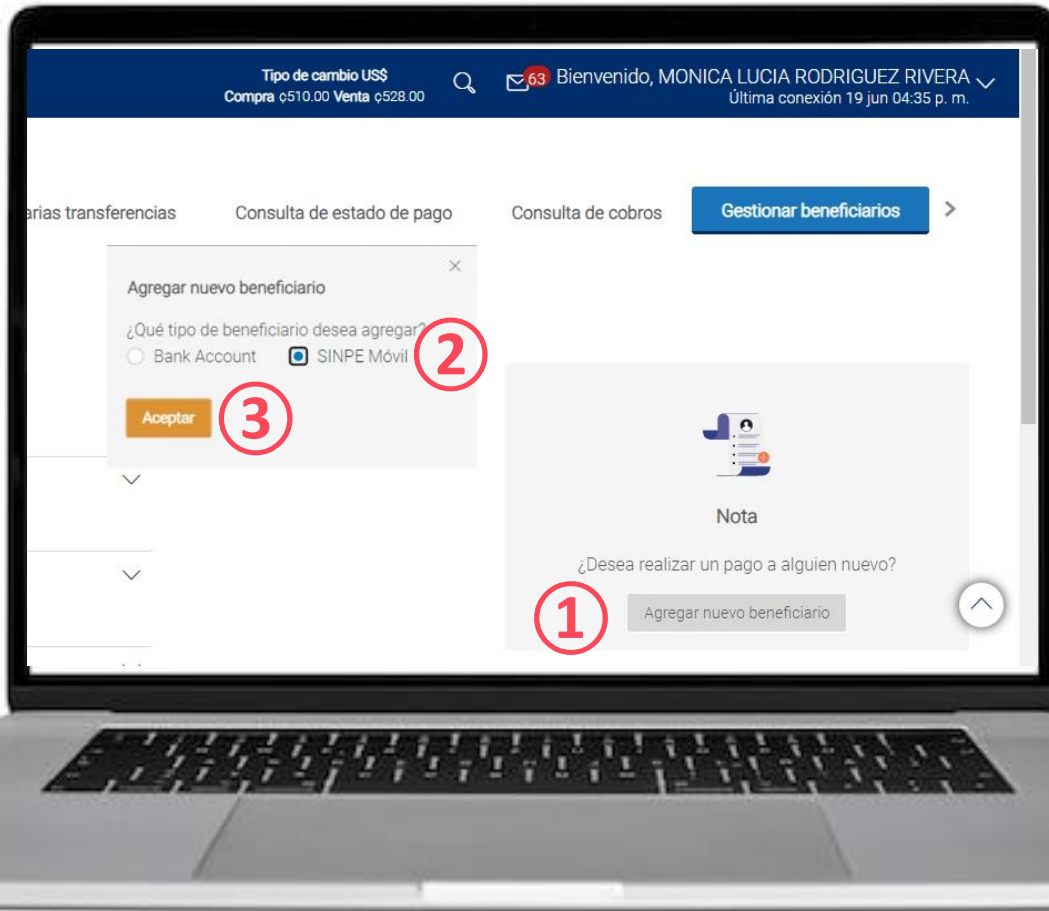 Tipo de cambio US$
Compra ¢510.00 Venta ¢528.00
63
Bienvenido, MONICA LUCIA RODRIGUEZ RIVERA
Última conexión 19 jun 04:35 p. m.
arias transferencias
Consulta de estado de pago
Consulta de cobros
Gestionar beneficiarios
Agregar nuevo beneficiario
¿Qué tipo de beneficiario desea agregar?
Bank Account
SINPE Móvil
2
Aceptar
3
Nota
¿Desea realizar un pago a alguien nuevo?
1
Agregar nuevo beneficiario